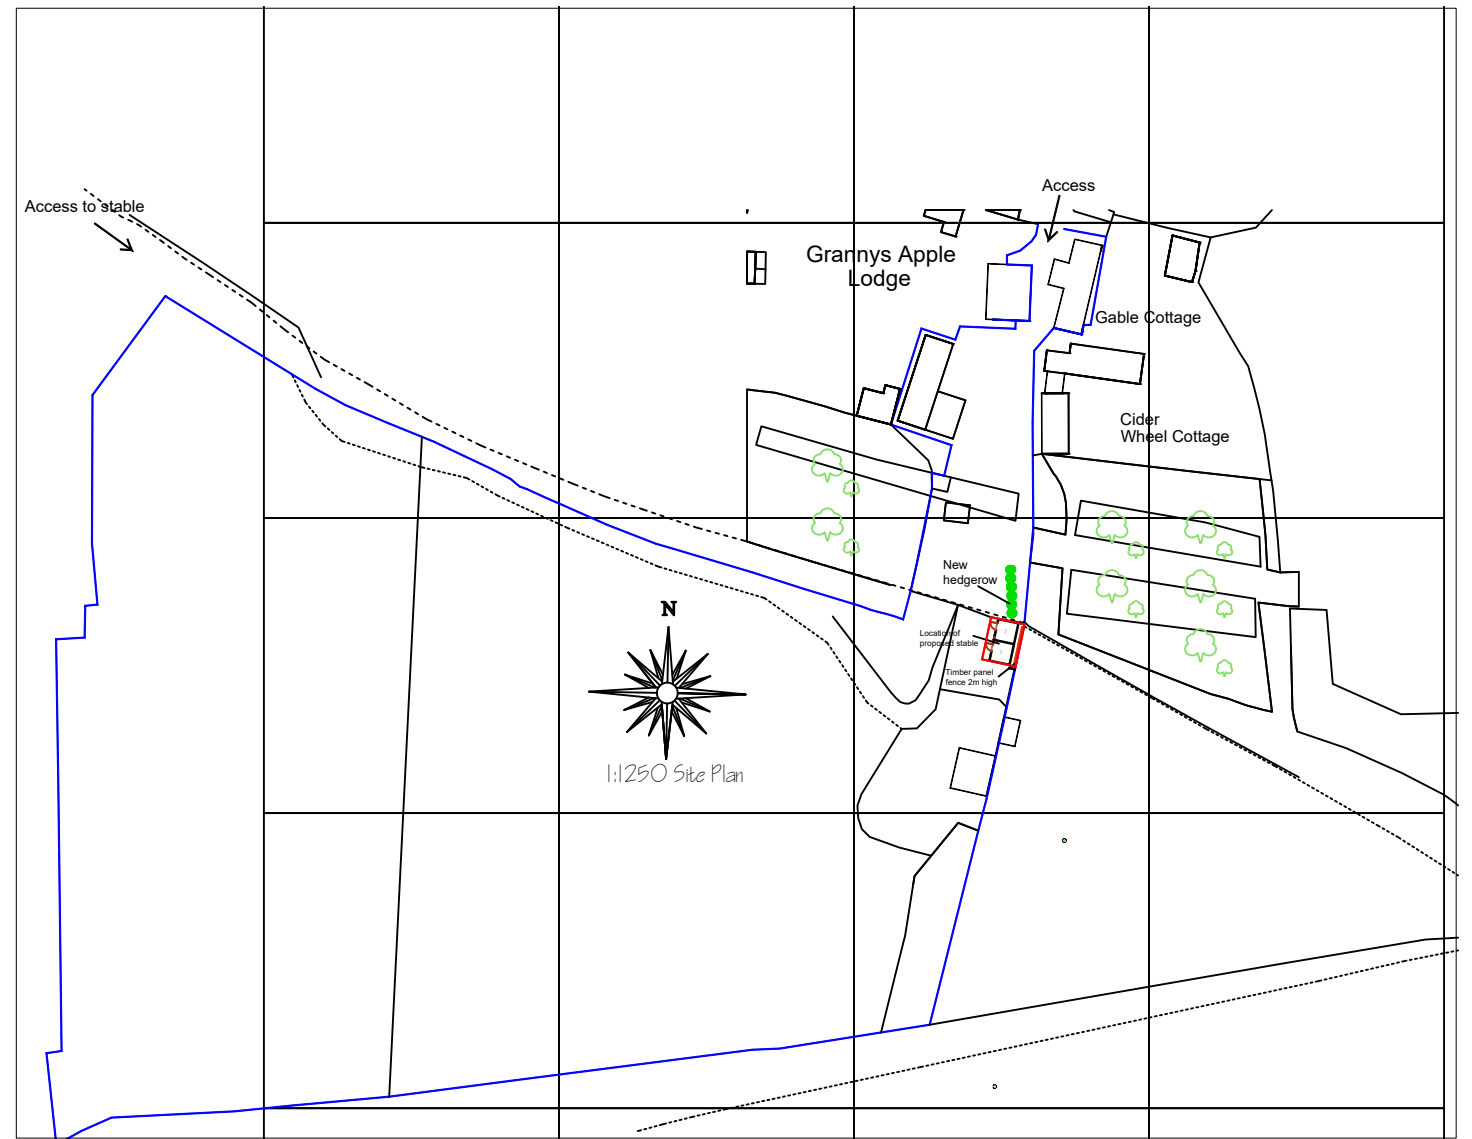 Access
Access to stable
Grannys Apple
Lodge
Gable Cottage
Cider
Wheel Cottage
New
hedgerow
N
Location of
proposed stable
Timber panel
fence 2m high
1:1250 Site Plan